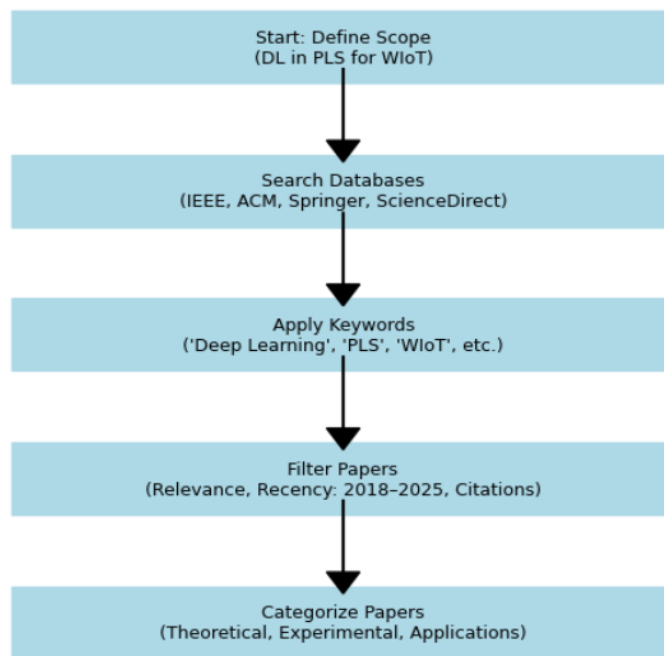 Start: Define Scope
(DL in PLS for WIoT)
Search Databases
(IEEE, ACM, Springer, ScienceDirect)
Apply Keywords
('Deep Learning', 'PLS', 'WIoT', etc.)
Filter Papers
(Relevance, Recency: 2018–2025, Citations)
Categorize Papers
(Theoretical, Experimental, Applications)